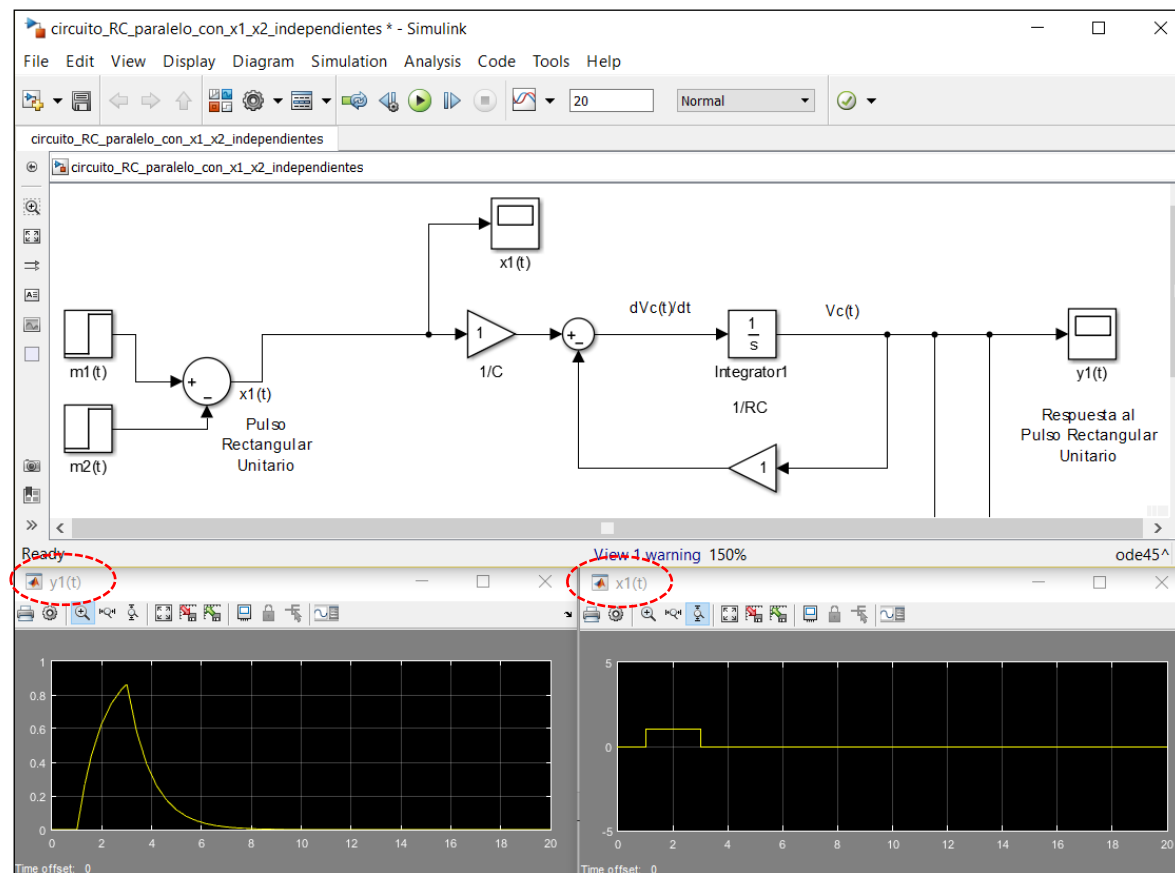 circuito_RC_paralelo_con_x1_x2_independientes * - Simulink
File Edit View Display Diagram Simulation Analysis Code Tools Help
20 Normal
circuito_RC_paralelo_con_x1_x2_independientes
circuito_RC_paralelo_con_x1_x2_independientes
x1(t)
m1(t)
m2(t)
+
−
x1(t)
Pulso
Rectangular
Unitario
1
1/C
+
−
dVc(t)/dt
1
s
Integrator1
Vc(t)
1/RC
1
y1(t)
Respuesta al
Pulso Rectangular
Unitario
Ready
View 1 warning 150% ode45^
y1(t)
1
0.8
0.6
0.4
0.2
0
0 2 4 6 8 10 12 14 16 18 20
Time offset: 0
x1(t)
5
0
-5
0 2 4 6 8 10 12 14 16 18 20
Time offset: 0